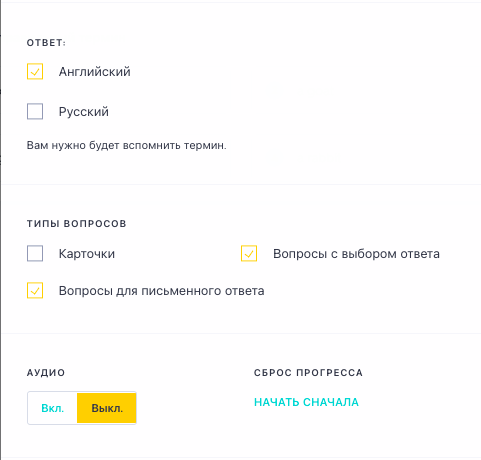 ОТВЕТ:
Английский
Русский
Вам нужно будет вспомнить термин.
ТИПЫ ВОПРОСОВ
Карточки
Вопросы с выбором ответа
Вопросы для письменного ответа
АУДИО
СБРОС ПРОГРЕССА
Вкл. Выкл.
НАЧАТЬ СНАЧАЛА